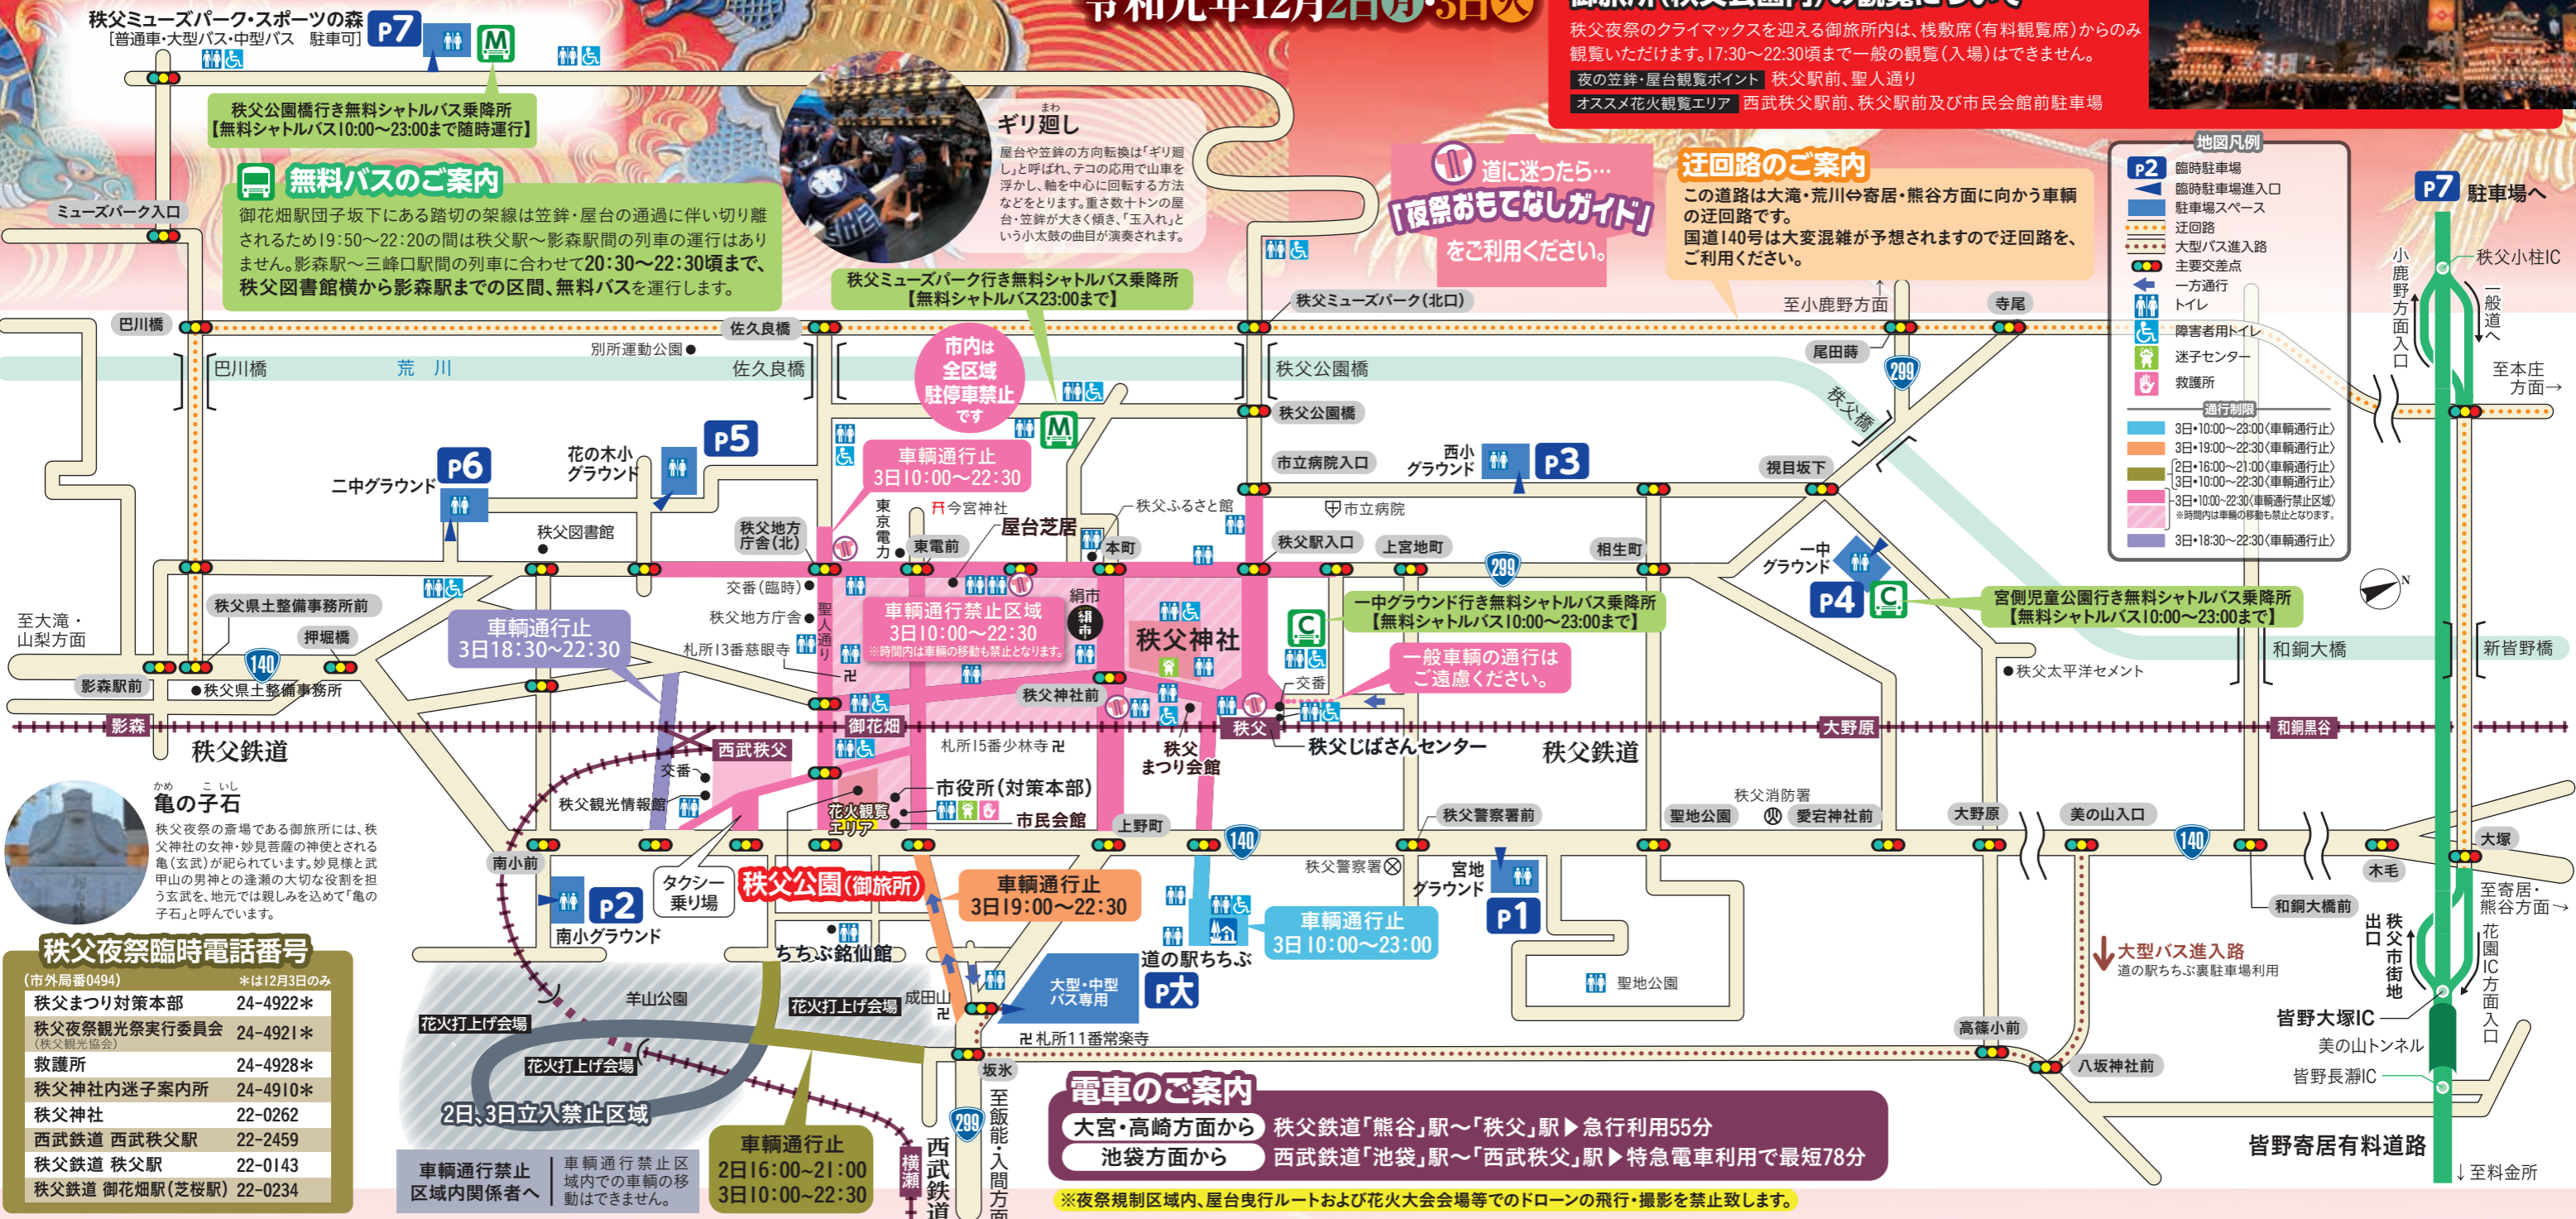 令和元年12月2日月・3日火
秩父夜祭のクライマックスを迎える御旅所内は、桟敷席(有料観覧席)からのみ
観覧いただけます。17:30〜22:30頃まで一般の観覧(入場)はできません。
夜の笠鉾・屋台観覧ポイント 秩父駅前、聖人通り
オススメ花火観覧エリア 西武秩父駅前、秩父駅前及び市民会館前駐車場
秩父ミューズパーク・スポーツの森
[普通車・大型バス・中型バス 駐車可]
P7
M
秩父公園橋行き無料シャトルバス乗降所
【無料シャトルバス10:00〜23:00まで随時運行】
無料バスのご案内
御花畑駅団子坂下にある踏切の架線は笠鉾・屋台の通過に伴い切り離
されるため19:50〜22:20の間は秩父駅〜影森駅間の列車の運行はあり
ません。影森駅〜三峰口駅間の列車に合わせて20:30〜22:30頃まで、
秩父図書館横から影森駅までの区間、無料バスを運行します。
まわ
ギリ廻し
屋台や笠鉾の方向転換は「ギリ廻
し」と呼ばれ、テコの応用で山車を
浮かし、軸を中心に回転する方法
などをとります。重さ数十トンの屋
台・笠鉾が大きく傾き、「玉入れ」と
いう小太鼓の曲目が演奏されます。
秩父ミューズパーク行き無料シャトルバス乗降所
【無料シャトルバス23:00まで】
道に迷ったら…
「夜祭おもてなしガイド」
をご利用ください。
迂回路のご案内
この道路は大滝・荒川⇔寄居・熊谷方面に向かう車輌
の迂回路です。
国道140号は大変混雑が予想されますので迂回路を、
ご利用ください。
地図凡例
P2 臨時駐車場
臨時駐車場進入口
駐車場スペース
迂回路
大型バス進入路
主要交差点
一方通行
トイレ
障害者用トイレ
迷子センター
救護所
通行制限
3日・10:00〜23:00〈車輌通行止〉
3日・19:00〜22:30〈車輌通行止〉
2日・16:00〜21:00〈車輌通行止〉
3日・10:00〜22:30〈車輌通行止〉
3日・10:00〜22:30〈車輌通行禁止区域〉
※時間内は車輌の移動も禁止となります。
3日・18:30〜22:30〈車輌通行止〉
P7 駐車場へ
秩父小柱IC
小鹿野方面入口
一般道へ
至本庄
方面→
ミューズパーク入口
巴川橋
佐久良橋
秩父ミューズパーク(北口)
至小鹿野方面↑
寺尾
尾田蒔
299
別所運動公園
巴川橋
荒川
佐久良橋
秩父公園橋
秩父橋
市内は
全区域
駐停車禁止
です
M
秩父公園橋
P6
二中グラウンド
花の木小
グラウンド
P5
車輌通行止
3日10:00〜22:30
市立病院入口
西小
グラウンド
P3
視目坂下
秩父図書館
秩父地方
庁舎(北)
東京電力
今宮神社
東電前
屋台芝居
秩父ふるさと館
本町
市立病院
秩父駅入口
上宮地町
299
相生町
一中
グラウンド
P4
C
宮側児童公園行き無料シャトルバス乗降所
【無料シャトルバス10:00〜23:00まで】
N
至大滝・
山梨方面
秩父県土整備事務所前
押堀橋
車輌通行止
3日18:30〜22:30
交番(臨時)
秩父地方庁舎
札所13番慈眼寺
聖人通り
車輌通行禁止区域
3日10:00〜22:30
※時間内は車輌の移動も禁止となります。
絹市
絹市
秩父神社
C
一中グラウンド行き無料シャトルバス乗降所
【無料シャトルバス10:00〜23:00まで】
一般車輌の通行は
ご遠慮ください。
交番
秩父太平洋セメント
和銅大橋
新皆野橋
影森駅前
140
秩父県土整備事務所
秩父神社前
影森
秩父鉄道
西武秩父
御花畑
札所15番少林寺
秩父
まつり会館
秩父
秩父じばさんセンター
秩父鉄道
大野原
和銅黒谷
かめ こ いし
亀の子石
秩父夜祭の斎場である御旅所には、秩
父神社の女神・妙見菩薩の神使とされる
亀(玄武)が祀られています。妙見様と武
甲山の男神との逢瀬の大切な役割を担
う玄武を、地元では親しみを込めて「亀の
子石」と呼んでいます。
交番
秩父観光情報館
花火観覧
エリア
市役所(対策本部)
市民会館
上野町
140
秩父警察署前
聖地公園
秩父消防署
愛宕神社前
大野原
美の山入口
140
木毛
大塚
南小前
P2
南小グラウンド
タクシー
乗り場
秩父公園(御旅所)
車輌通行止
3日19:00〜22:30
秩父警察署
宮地
グラウンド
P1
和銅大橋前
至寄居・
熊谷方面→
ちちぶ銘仙館
道の駅ちちぶ
車輌通行止
3日10:00〜23:00
大型・中型
バス専用
P大
聖地公園
大型バス進入路
道の駅ちちぶ裏駐車場利用
秩父市街地出口
花園IC方面入口
皆野大塚IC
美の山トンネル
皆野長瀞IC
皆野寄居有料道路
↓至料金所
秩父夜祭臨時電話番号
(市外局番0494) *は12月3日のみ
秩父まつり対策本部 24-4922*
秩父夜祭観光祭実行委員会 24-4921*
(秩父観光協会)
救護所 24-4928*
秩父神社内迷子案内所 24-4910*
秩父神社 22-0262
西武鉄道 西武秩父駅 22-2459
秩父鉄道 秩父駅 22-0143
秩父鉄道 御花畑駅(芝桜駅) 22-0234
羊山公園
花火打上げ会場
花火打上げ会場
花火打上げ会場
成田山
札所11番常楽寺
坂氷
高篠小前
八坂神社前
2日、3日立入禁止区域
車輌通行禁止
区域内関係者へ
車輌通行禁止区
域内での車輌の移
動はできません。
車輌通行止
2日16:00〜21:00
3日10:00〜22:30
横瀬
西武鉄道
299
至飯能・入間方面
電車のご案内
大宮・高崎方面から 秩父鉄道「熊谷」駅〜「秩父」駅▶急行利用55分
池袋方面から 西武鉄道「池袋」駅〜「西武秩父」駅▶特急電車利用で最短78分
※夜祭規制区域内、屋台曳行ルートおよび花火大会会場等でのドローンの飛行・撮影を禁止致します。